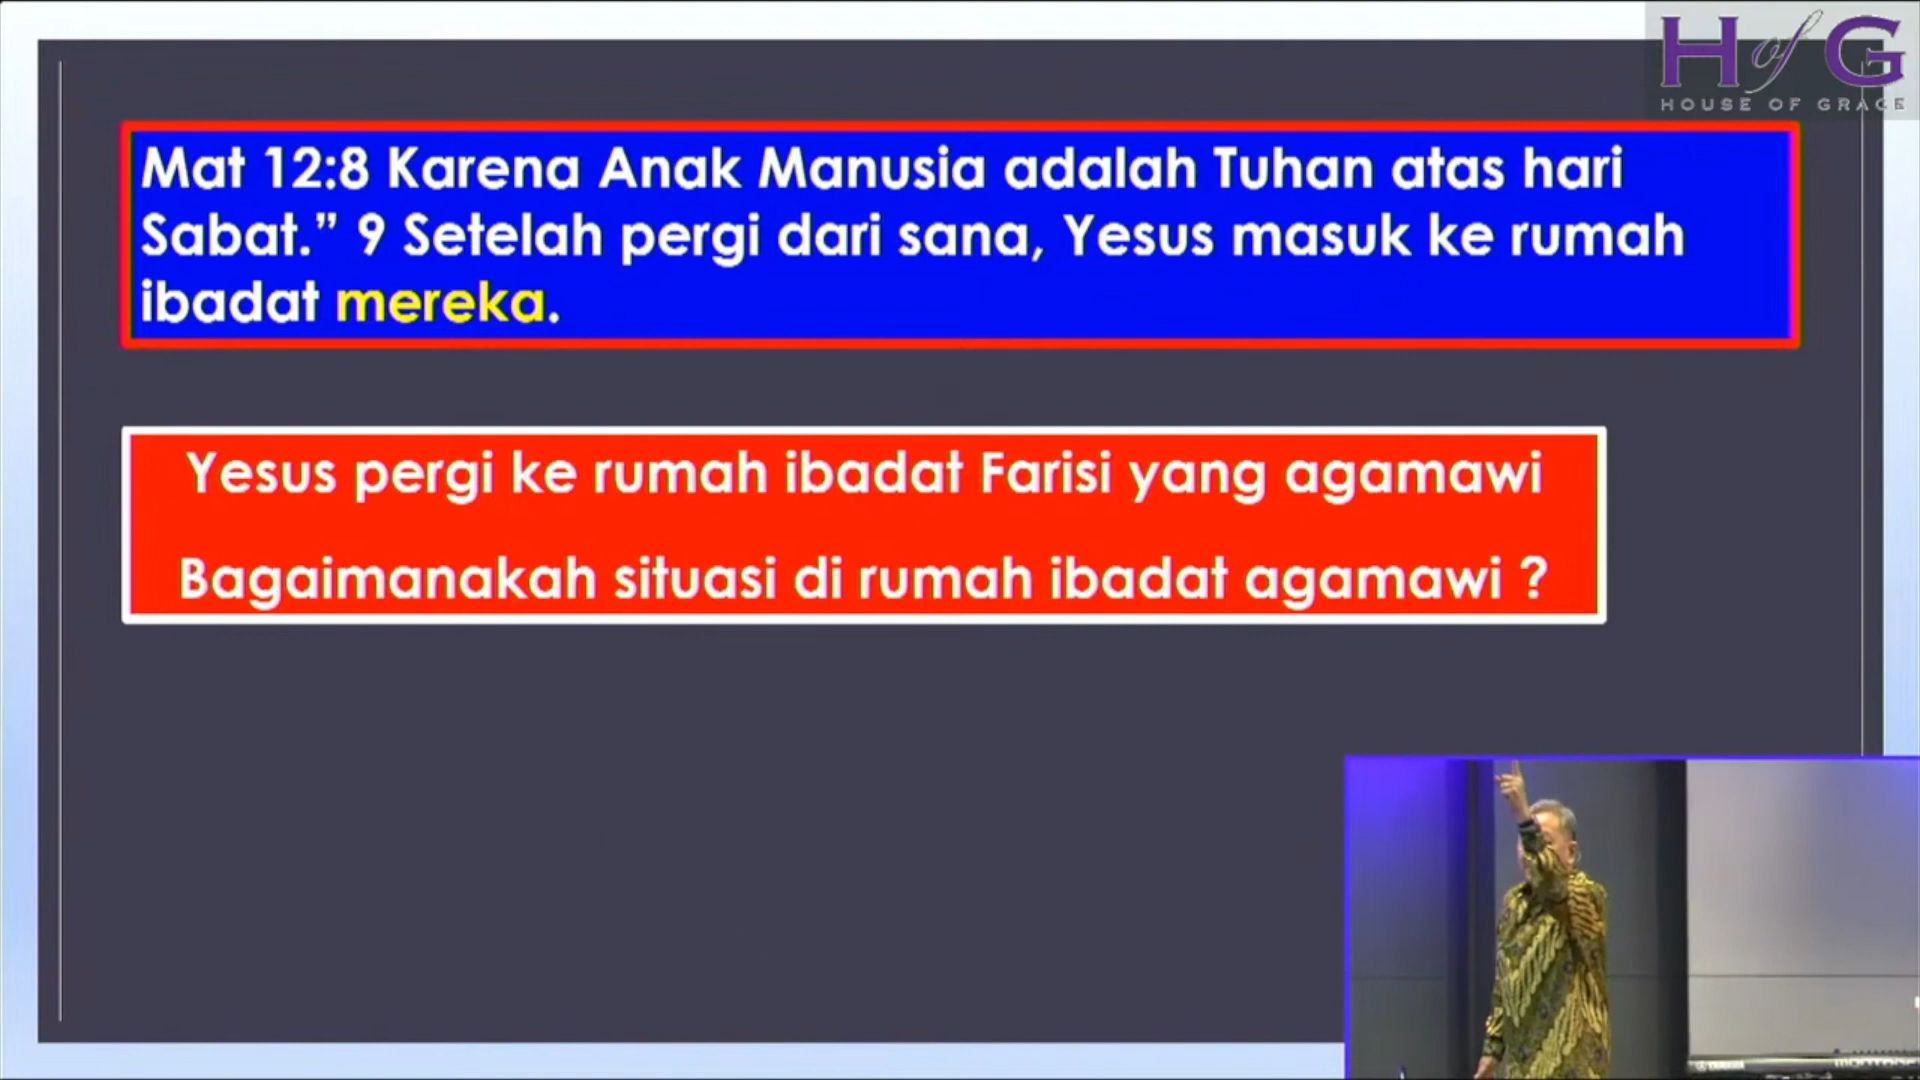 H of G
HOUSE OF GRACE
Mat 12:8 Karena Anak Manusia adalah Tuhan atas hari
Sabat.” 9 Setelah pergi dari sana, Yesus masuk ke rumah
ibadat mereka.
Yesus pergi ke rumah ibadat Farisi yang agamawi
Bagaimanakah situasi di rumah ibadat agamawi ?